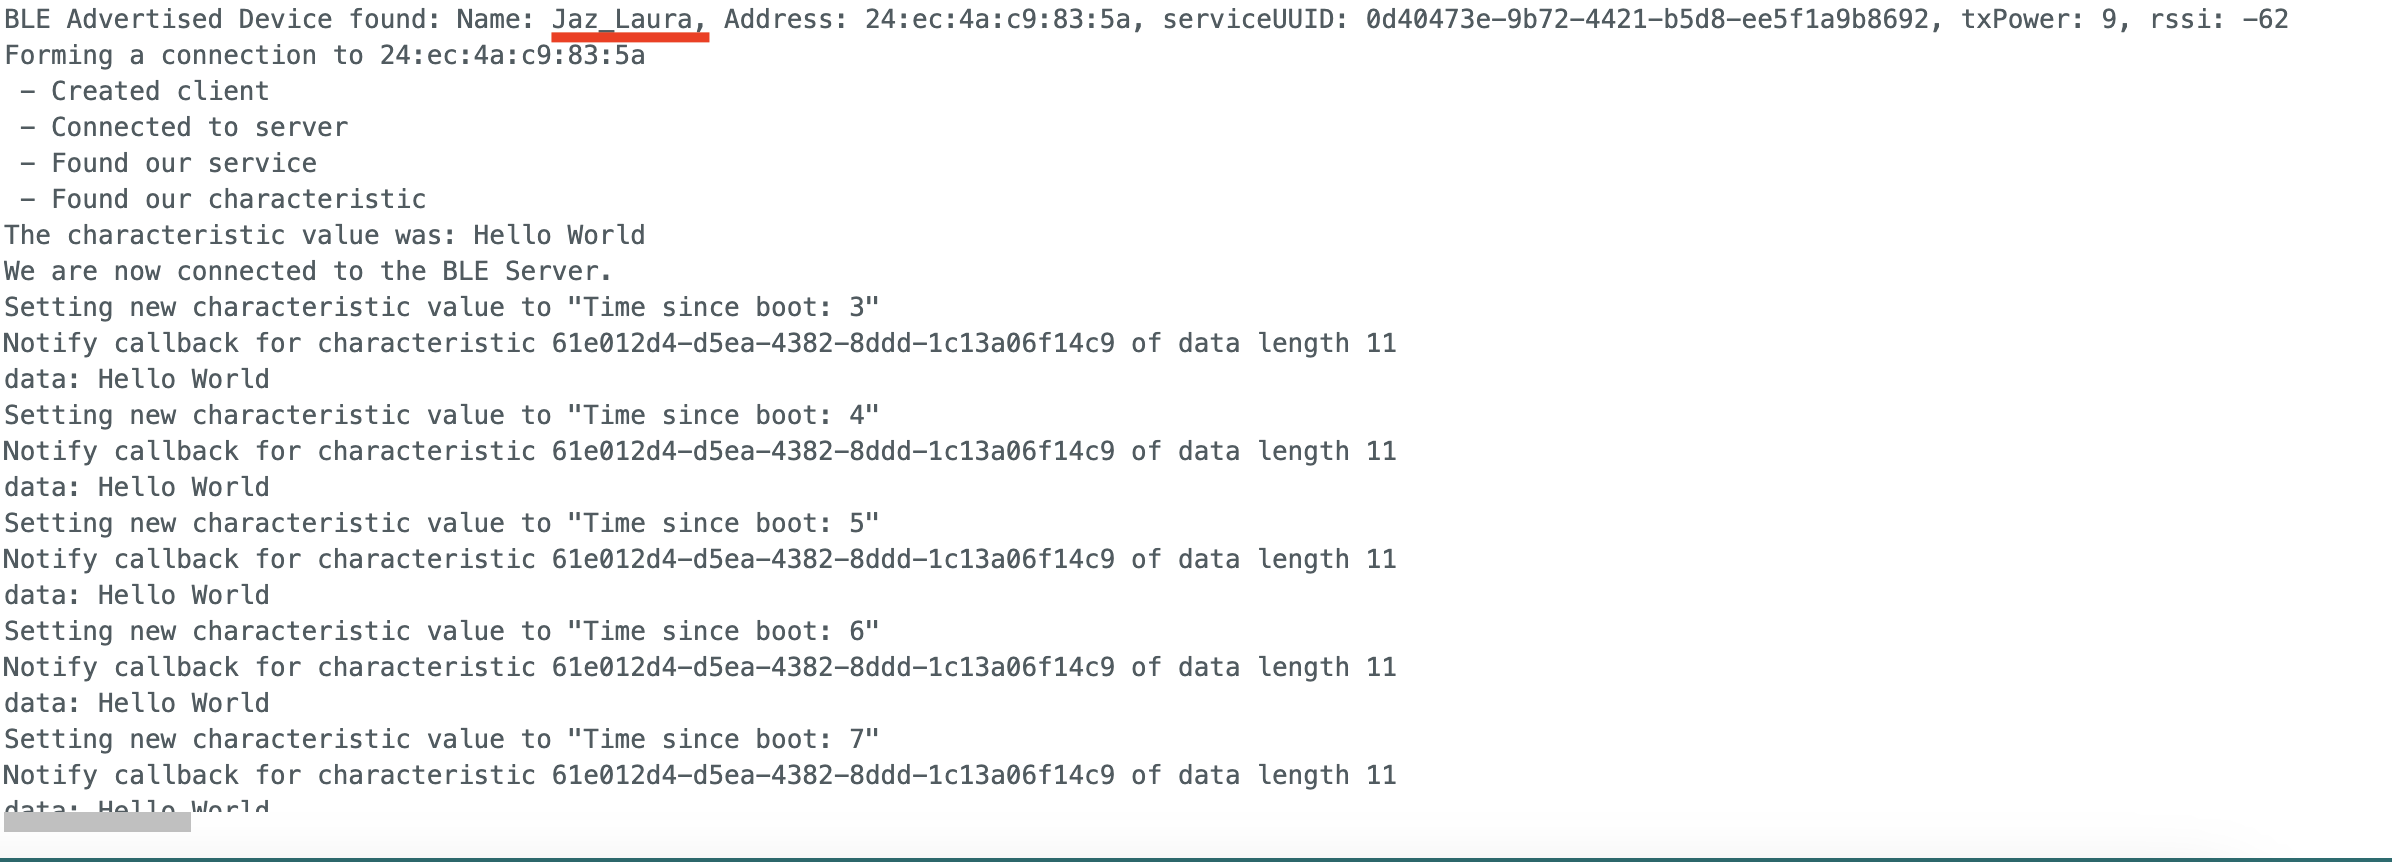 BLE Advertised Device found: Name: Jaz_Laura, Address: 24:ec:4a:c9:83:5a, serviceUUID: 0d40473e-9b72-4421-b5d8-ee5f1a9b8692, txPower: 9, rssi: -62
Forming a connection to 24:ec:4a:c9:83:5a
 - Created client
 - Connected to server
 - Found our service
 - Found our characteristic
The characteristic value was: Hello World
We are now connected to the BLE Server.
Setting new characteristic value to "Time since boot: 3"
Notify callback for characteristic 61e012d4-d5ea-4382-8ddd-1c13a06f14c9 of data length 11
data: Hello World
Setting new characteristic value to "Time since boot: 4"
Notify callback for characteristic 61e012d4-d5ea-4382-8ddd-1c13a06f14c9 of data length 11
data: Hello World
Setting new characteristic value to "Time since boot: 5"
Notify callback for characteristic 61e012d4-d5ea-4382-8ddd-1c13a06f14c9 of data length 11
data: Hello World
Setting new characteristic value to "Time since boot: 6"
Notify callback for characteristic 61e012d4-d5ea-4382-8ddd-1c13a06f14c9 of data length 11
data: Hello World
Setting new characteristic value to "Time since boot: 7"
Notify callback for characteristic 61e012d4-d5ea-4382-8ddd-1c13a06f14c9 of data length 11
data: Hello World